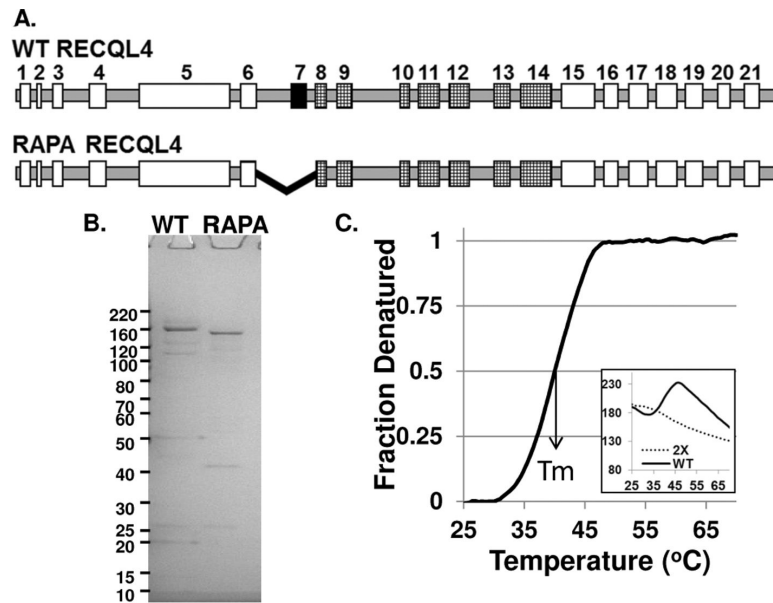 A.
WT RECQL4
1 2 3 4 5 6 7 8 9 10 11 12 13 14 15 16 17 18 19 20 21
RAPA RECQL4
B.
WT RAPA
220
160
120
100
80
70
60
50
40
30
25
20
15
10
C.
Fraction Denatured
1
0.75
0.5
0.25
0
Tm
230
180
130
80
2X
WT
25 35 45 55 65
25 35 45 55 65
Temperature (°C)